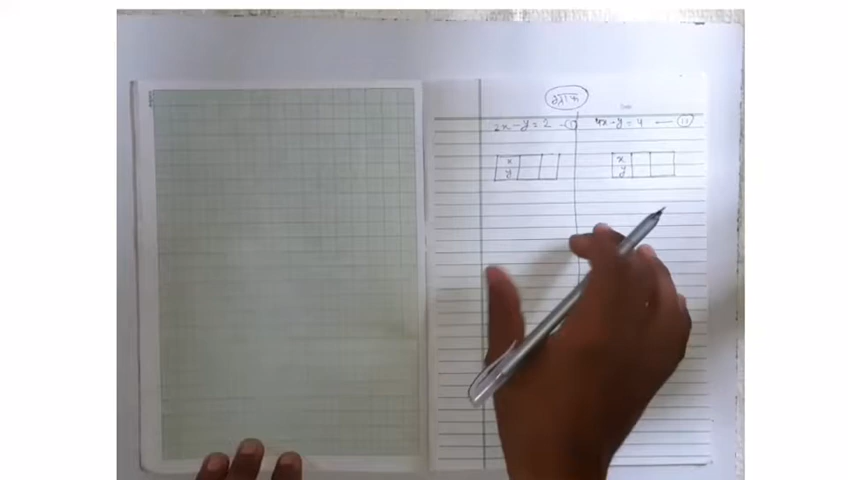 2x - y = 2 — (I)
4x - y = 4 — (II)
x
y
x
y